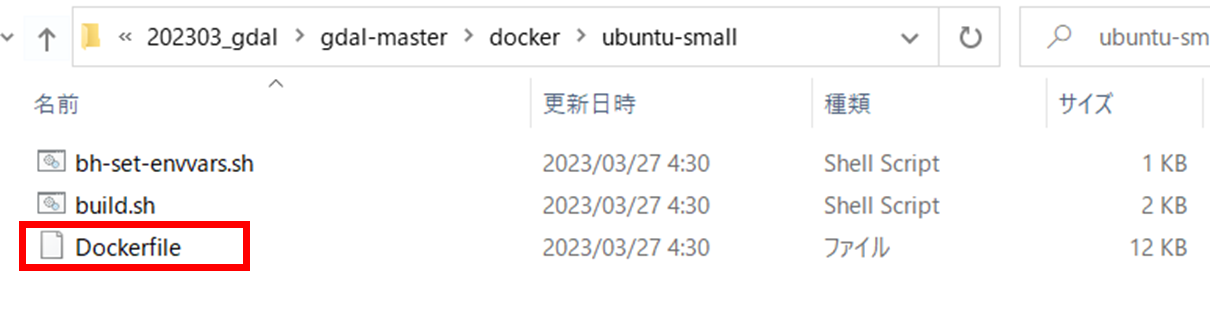 « 202303_gdal > gdal-master > docker > ubuntu-small ubuntu-sm
名前 更新日時 種類 サイズ
bh-set-envvars.sh 2023/03/27 4:30 Shell Script 1 KB
build.sh 2023/03/27 4:30 Shell Script 2 KB
Dockerfile 2023/03/27 4:30 ファイル 12 KB